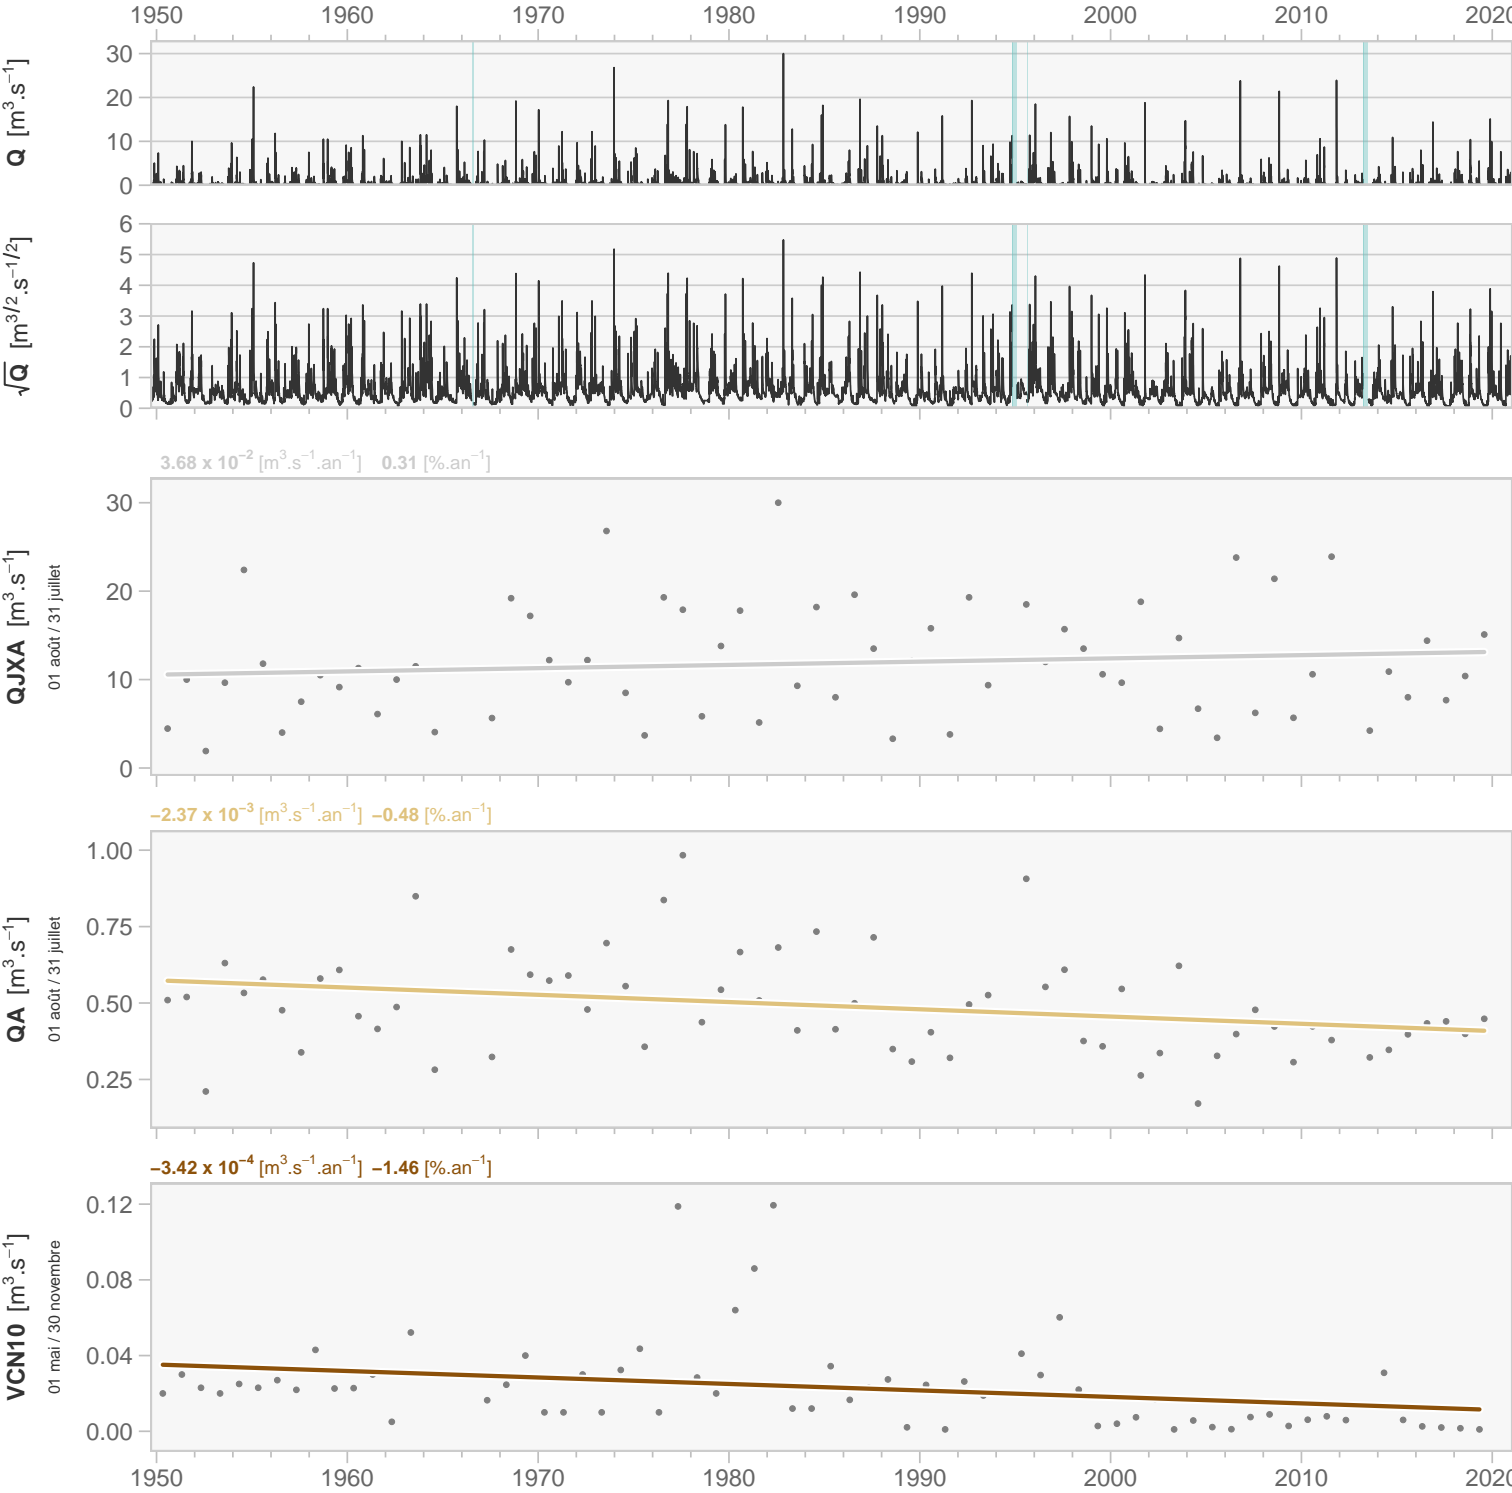 1950 1960 1970 1980 1990 2000 2010 2020
Q [m³.s⁻¹]
30
20
10
0
√Q [m³ᐟ².s⁻¹ᐟ²]
6
5
4
3
2
1
0
3.68 x 10⁻² [m³.s⁻¹.an⁻¹] 0.31 [%.an⁻¹]
QJXA [m³.s⁻¹]
01 août / 31 juillet
30
20
10
0
−2.37 x 10⁻³ [m³.s⁻¹.an⁻¹] −0.48 [%.an⁻¹]
QA [m³.s⁻¹]
01 août / 31 juillet
1.00
0.75
0.50
0.25
−3.42 x 10⁻⁴ [m³.s⁻¹.an⁻¹] −1.46 [%.an⁻¹]
VCN10 [m³.s⁻¹]
01 mai / 30 novembre
0.12
0.08
0.04
0.00
1950 1960 1970 1980 1990 2000 2010 2020